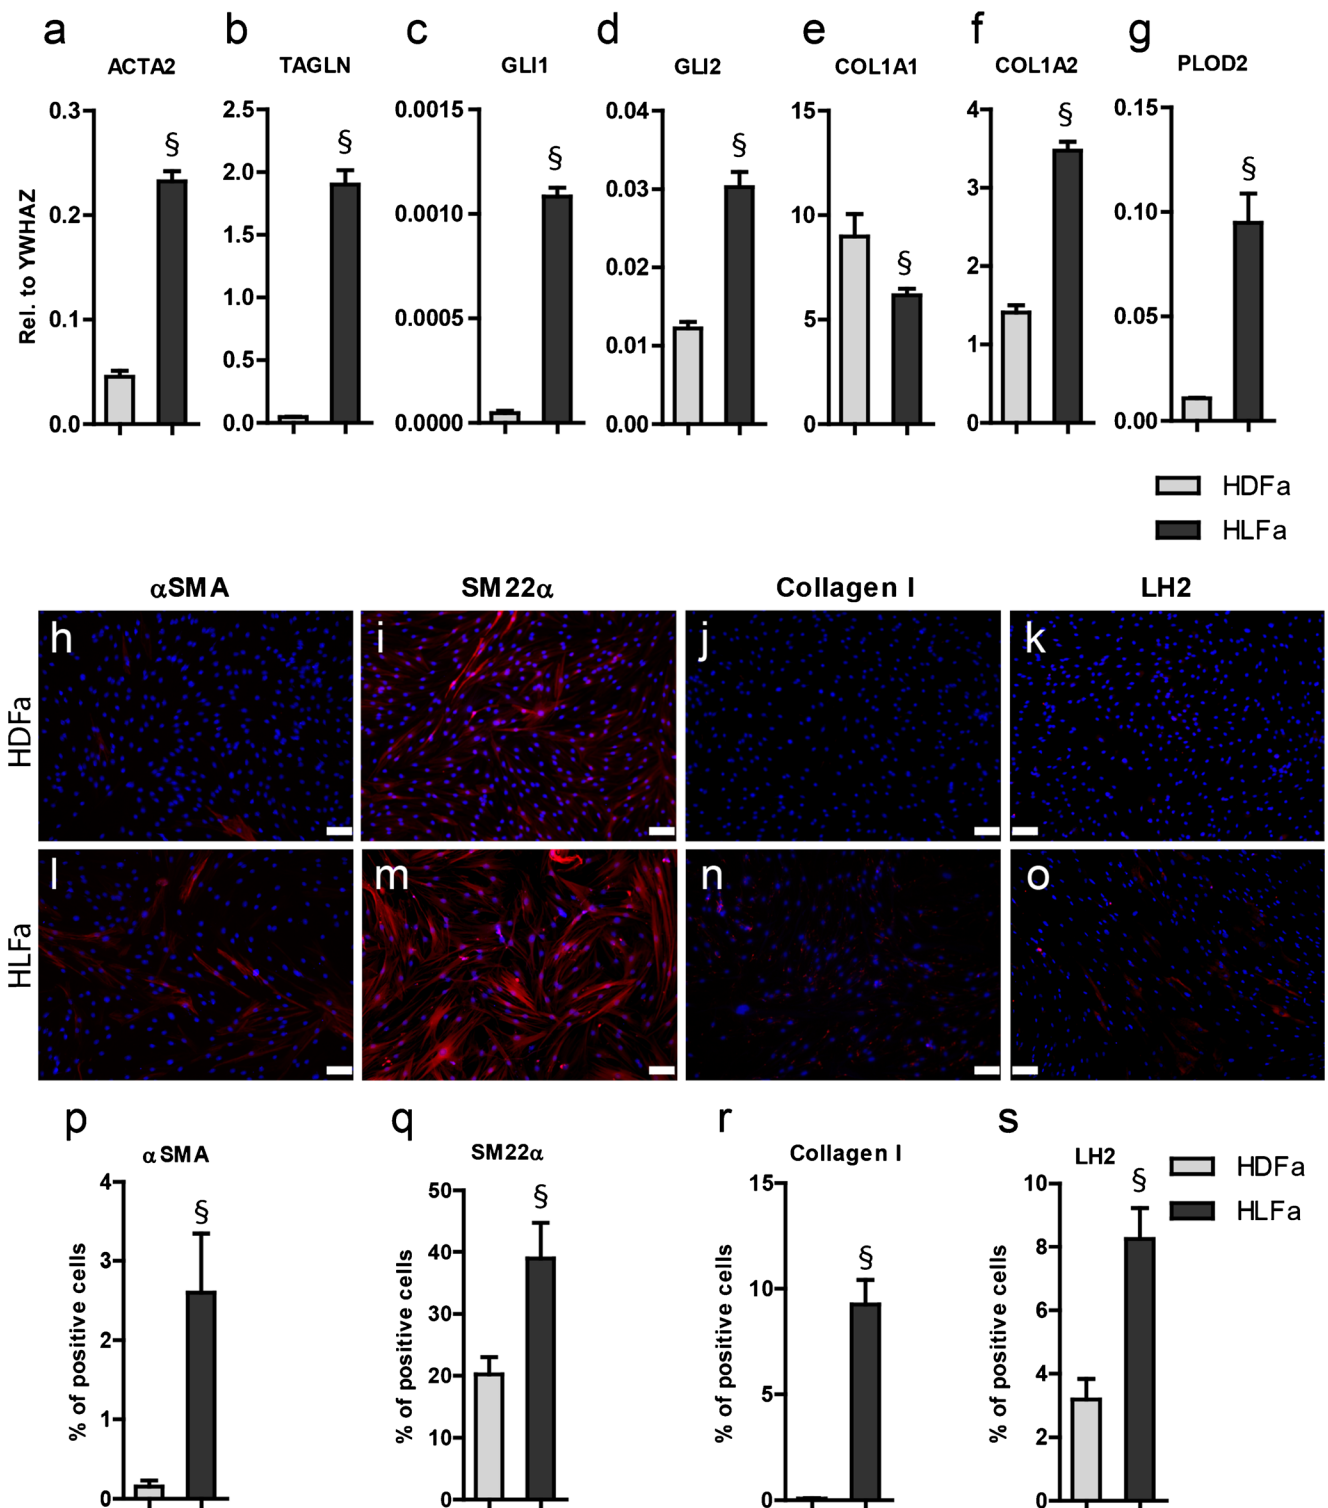 a b c d e f g
ACTA2 TAGLN GLI1 GLI2 COL1A1 COL1A2 PLOD2
Rel. to YWHAZ
0.3 2.5 0.0015 0.04 15 4 0.15
§ § § § § § §
2.0
0.03 3
0.2 1.5 0.0010 10 0.10
0.02 2
1.0
0.1 0.0005 0.01 5 1 0.05
0.5
0.0 0.0 0.0000 0.00 0 0 0.00
HDFa
HLFa
αSMA SM22α Collagen I LH2
HDFa
h i j k
HLFa
l m n o
p q r s
αSMA SM22α Collagen I LH2
HDFa
HLFa
% of positive cells
4
3
2
1
0
§
% of positive cells
50
40
30
20
10
0
§
% of positive cells
15
10
5
0
§
% of positive cells
10
8
6
4
2
0
§